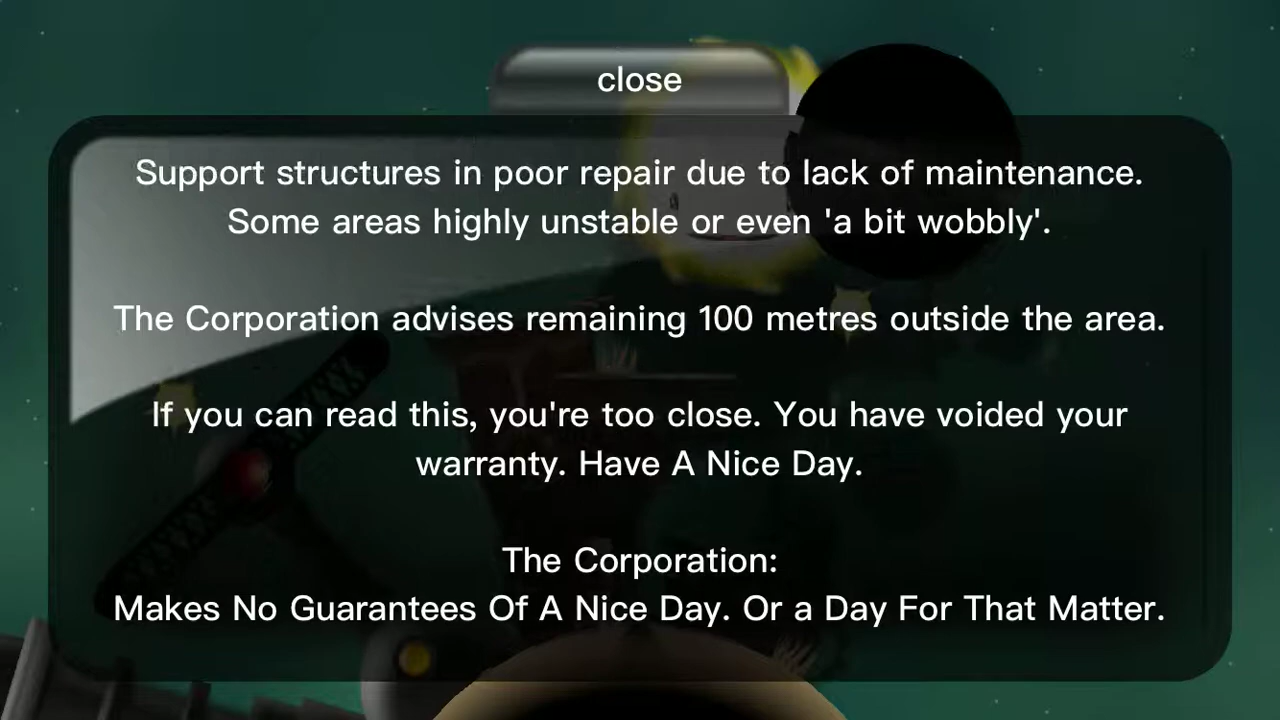 close
Support structures in poor repair due to lack of maintenance.
Some areas highly unstable or even 'a bit wobbly'.
The Corporation advises remaining 100 metres outside the area.
If you can read this, you're too close. You have voided your
warranty. Have A Nice Day.
The Corporation:
Makes No Guarantees Of A Nice Day. Or a Day For That Matter.